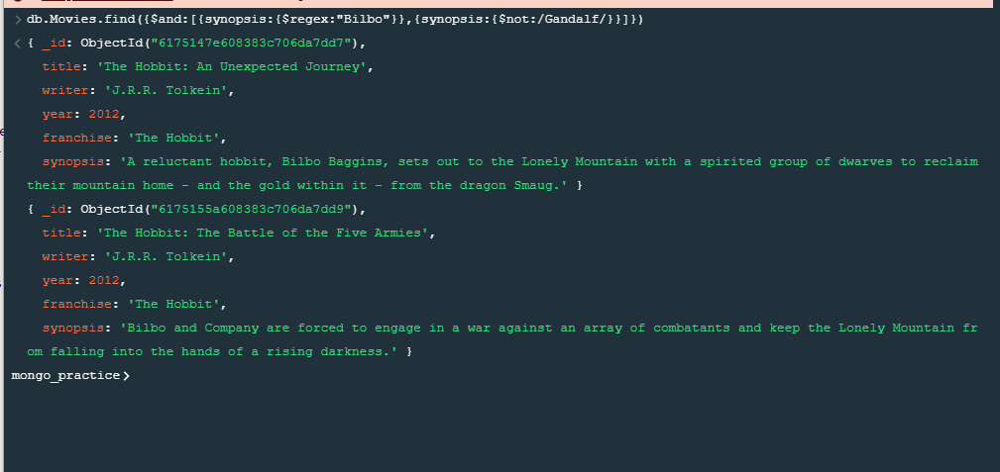 > db.Movies.find({$and:[{synopsis:{$regex:"Bilbo"}},{synopsis:{$not:/Gandalf/}}]})
< { _id: ObjectId("6175147e608383c706da7dd7"),
title: 'The Hobbit: An Unexpected Journey',
writer: 'J.R.R. Tolkein',
year: 2012,
franchise: 'The Hobbit',
synopsis: 'A reluctant hobbit, Bilbo Baggins, sets out to the Lonely Mountain with a spirited group of dwarves to reclaim
their mountain home - and the gold within it - from the dragon Smaug.' }
{ _id: ObjectId("6175155a608383c706da7dd9"),
title: 'The Hobbit: The Battle of the Five Armies',
writer: 'J.R.R. Tolkein',
year: 2012,
franchise: 'The Hobbit',
synopsis: 'Bilbo and Company are forced to engage in a war against an array of combatants and keep the Lonely Mountain fr
om falling into the hands of a rising darkness.' }
mongo_practice>